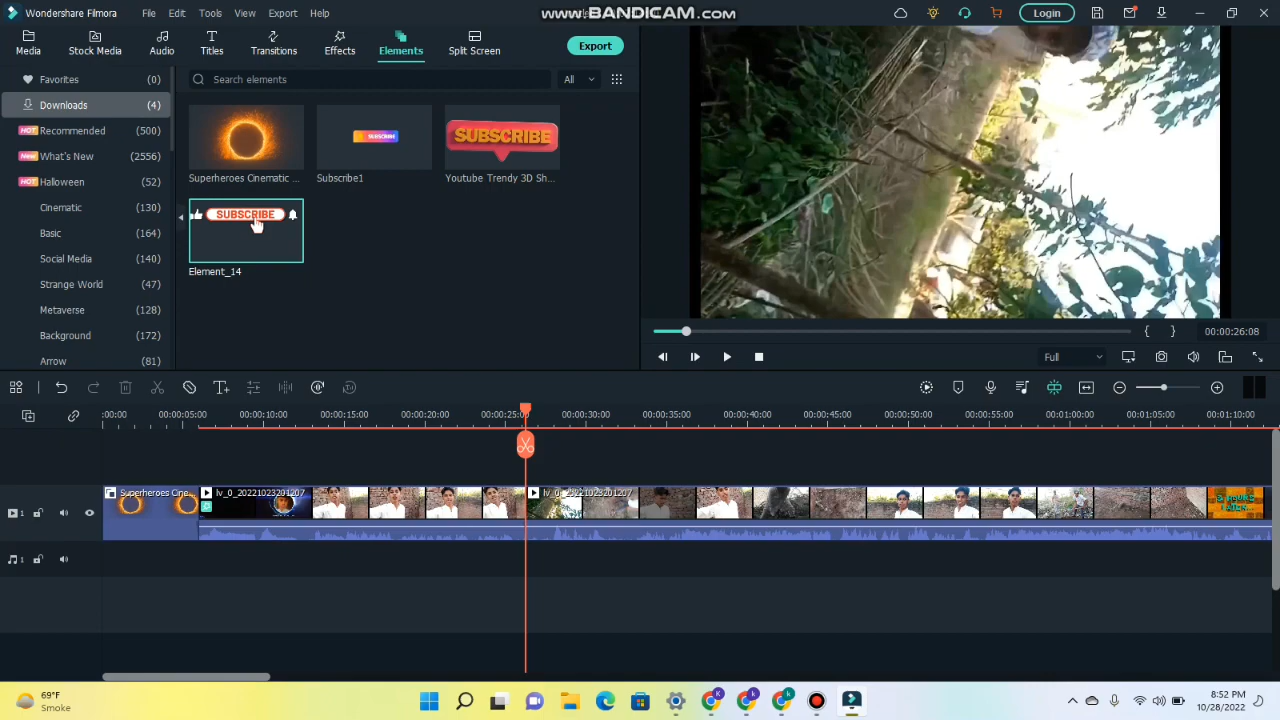 Wondershare Filmora
File
Edit
Tools
View
Export
Help
www.BANDICAM.com
Login
Media
Stock Media
Audio
Titles
Transitions
Effects
Elements
Split Screen
Export
Favorites (0)
Downloads (4)
HOT Recommended (500)
New What's New (2556)
HOT Halloween (52)
Cinematic (130)
Basic (164)
Social Media (140)
Strange World (47)
Metaverse (128)
Background (172)
Arrow (81)
Search elements
All
SUBSCRIBE
SUBSCRIBE
Superheroes Cinematic ...
Subscribe1
Youtube Trendy 3D Sh...
SUBSCRIBE
Element_14
00:00:26:08
Full
:00:00
00:00:05:00
00:00:10:00
00:00:15:00
00:00:20:00
00:00:25:00
00:00:30:00
00:00:35:00
00:00:40:00
00:00:45:00
00:00:50:00
00:00:55:00
00:01:00:00
00:01:05:00
00:01:10:00
Superheroes Cine...
lv_0_20221023201207
lv_0_20221023201207
1
1
69°F
Smoke
8:52 PM
10/28/2022